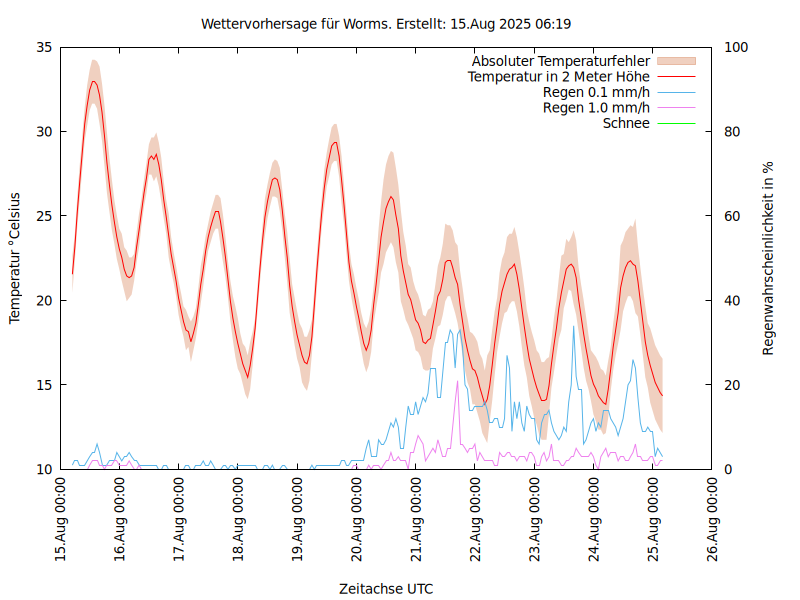 Wettervorhersage für Worms. Erstellt: 15.Aug 2025 06:19
35
30
25
20
15
10
100
80
60
40
20
0
Temperatur °Celsius
Regenwahrscheinlichkeit in %
Absoluter Temperaturfehler
Temperatur in 2 Meter Höhe
Regen 0.1 mm/h
Regen 1.0 mm/h
Schnee
15.Aug 00:00
16.Aug 00:00
17.Aug 00:00
18.Aug 00:00
19.Aug 00:00
20.Aug 00:00
21.Aug 00:00
22.Aug 00:00
23.Aug 00:00
24.Aug 00:00
25.Aug 00:00
26.Aug 00:00
Zeitachse UTC